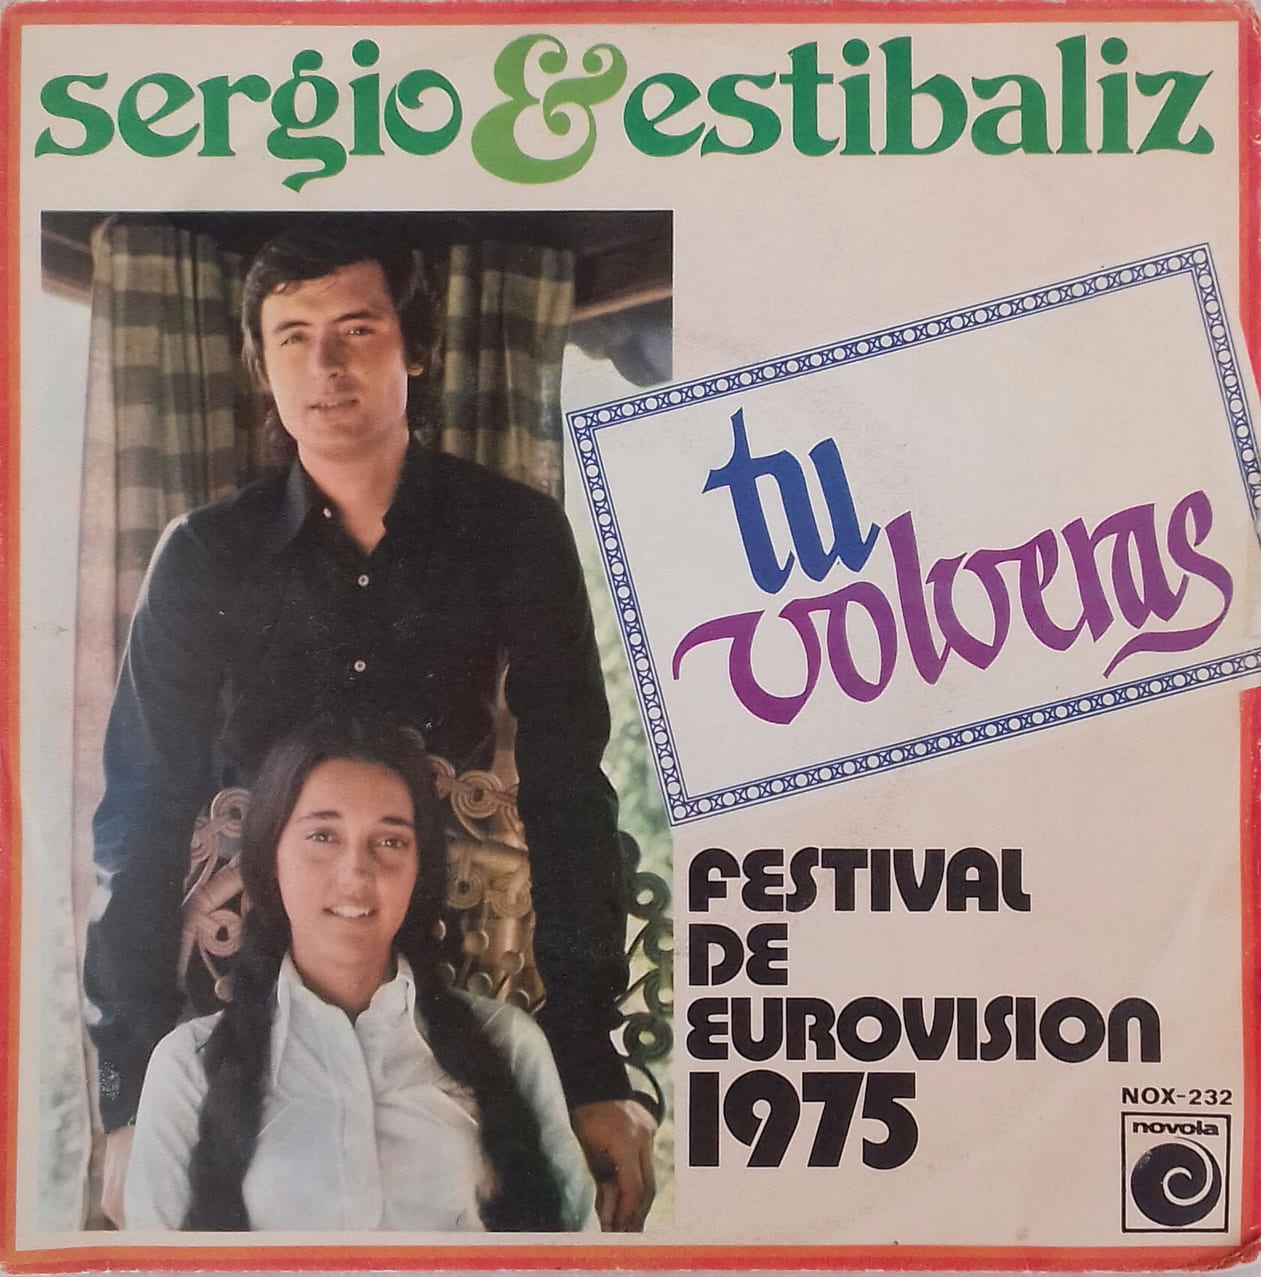 sergio & estibaliz
tu
volveras
FESTIVAL
DE
EUROVISION
1975
NOX-232
novola